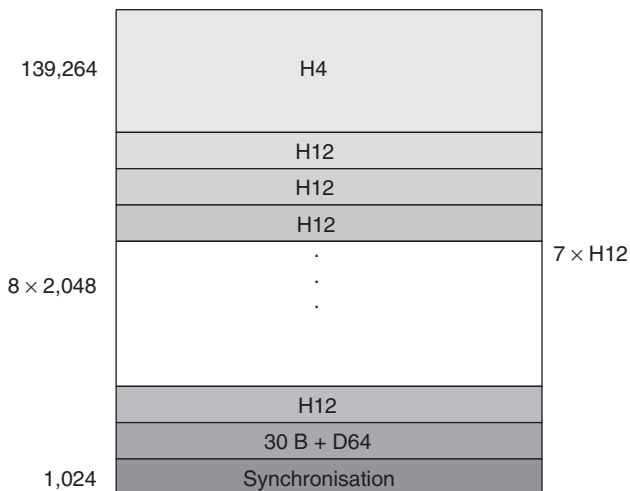 139,264
H4
H12
H12
H12
.
.
.
7 × H12
8 × 2,048
H12
30 B + D64
1,024
Synchronisation